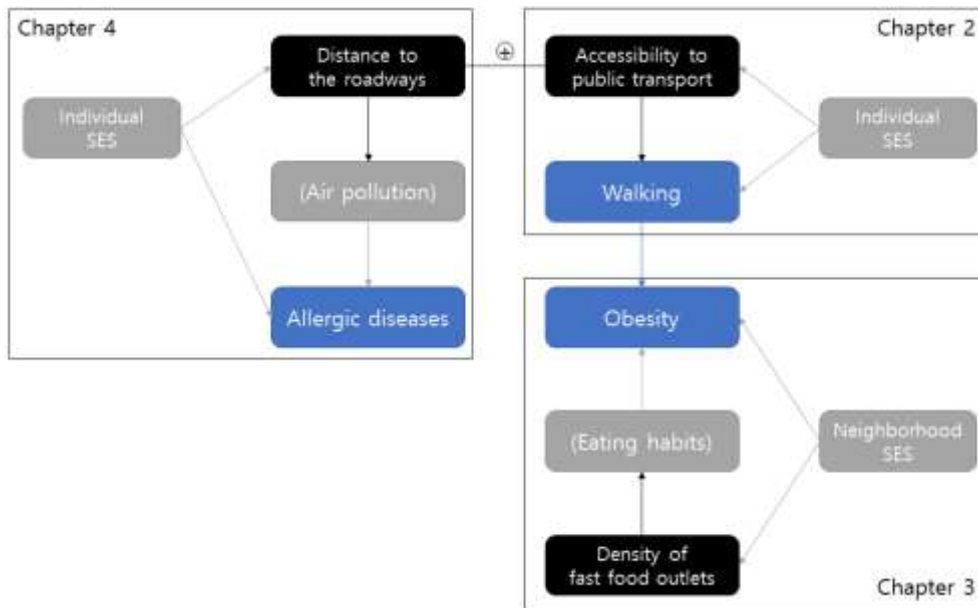 Chapter 4
Distance to
the roadways
Individual
SES
(Air pollution)
Allergic diseases
+
Chapter 2
Accessibility to
public transport
Individual
SES
Walking
Obesity
(Eating habits)
Neighborhood
SES
Density of
fast food outlets
Chapter 3